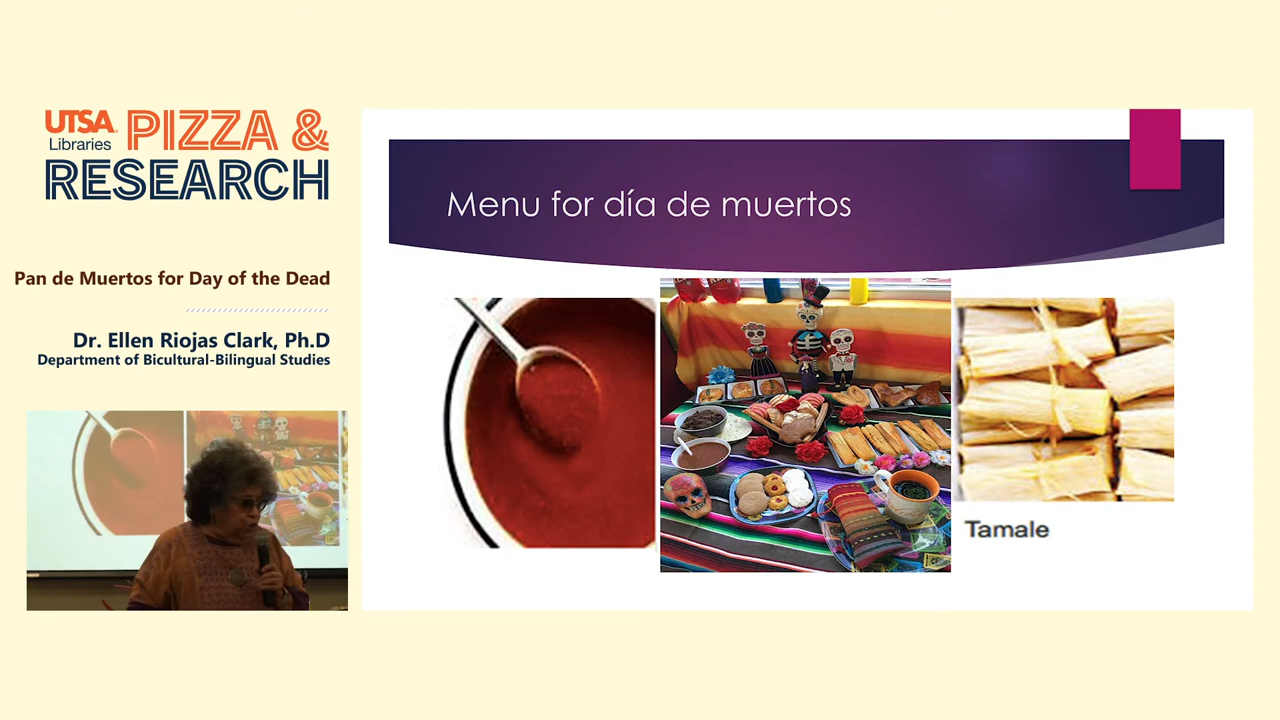 UTSA Libraries PIZZA &
RESEARCH
Pan de Muertos for Day of the Dead
Dr. Ellen Riojas Clark, Ph.D
Department of Bicultural-Bilingual Studies
Menu for día de muertos
Tamale